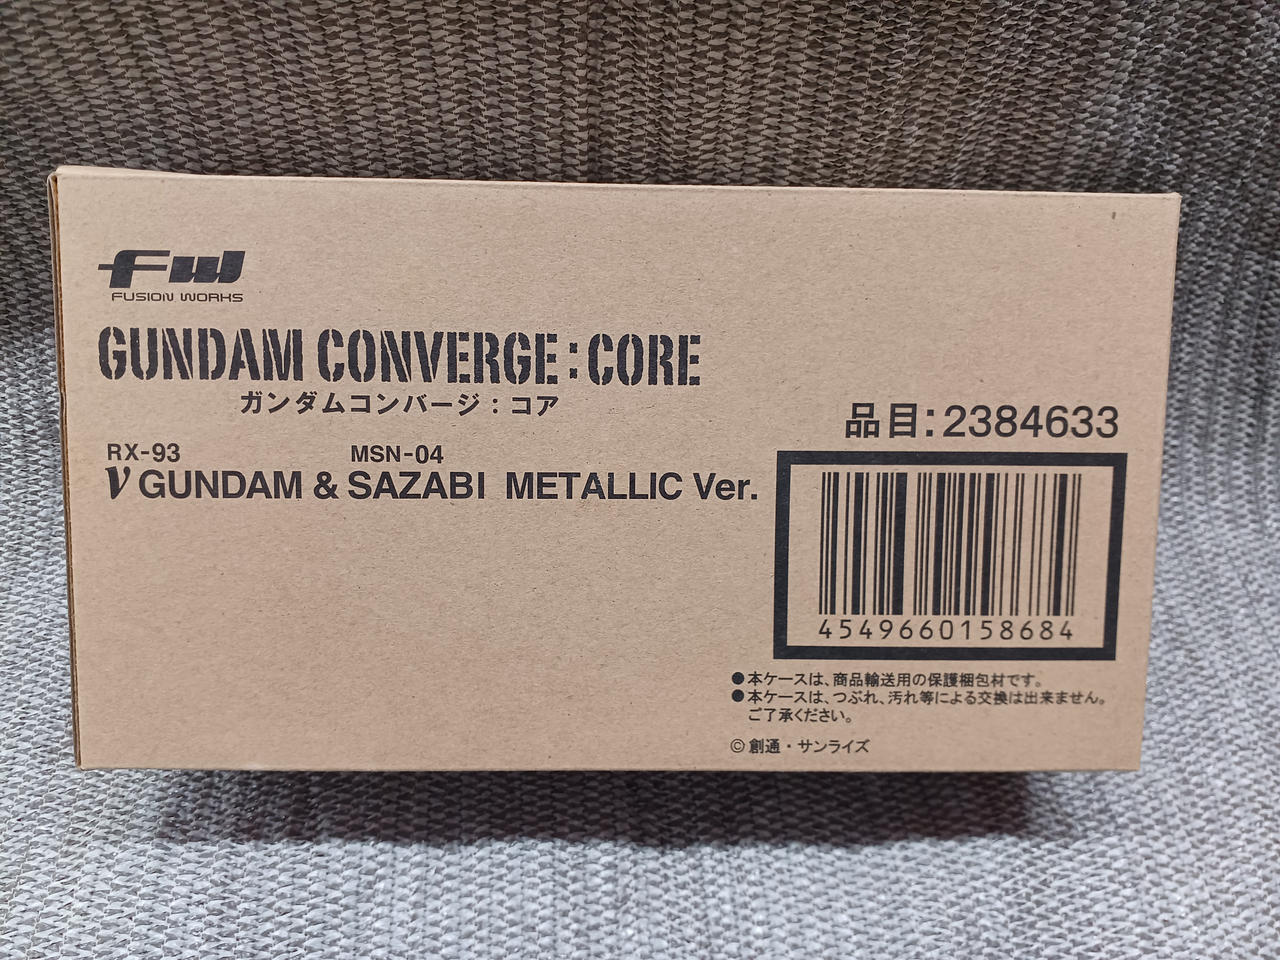 FW
FUSION WORKS
GUNDAM CONVERGE:CORE
ガンダムコンバージ：コア
RX-93 MSN-04
ν GUNDAM & SAZABI METALLIC Ver.
品目：2384633
4549660158684
●本ケースは、商品輸送用の保護梱包材です。
●本ケースは、つぶれ、汚れ等による交換は出来ません。
ご了承ください。
©創通・サンライズ